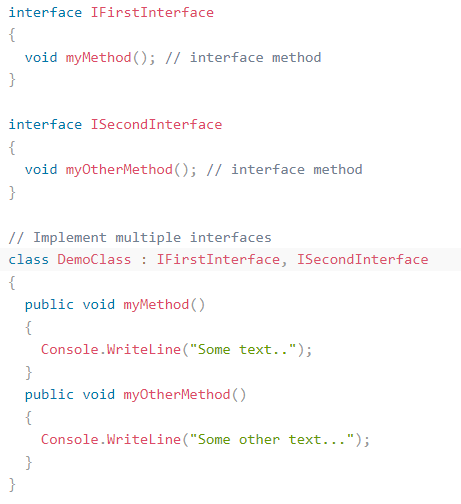 interface IFirstInterface
{
  void myMethod(); // interface method
}

interface ISecondInterface
{
  void myOtherMethod(); // interface method
}

// Implement multiple interfaces
class DemoClass : IFirstInterface, ISecondInterface
{
  public void myMethod()
  {
    Console.WriteLine("Some text..");
  }
  public void myOtherMethod()
  {
    Console.WriteLine("Some other text...");
  }
}